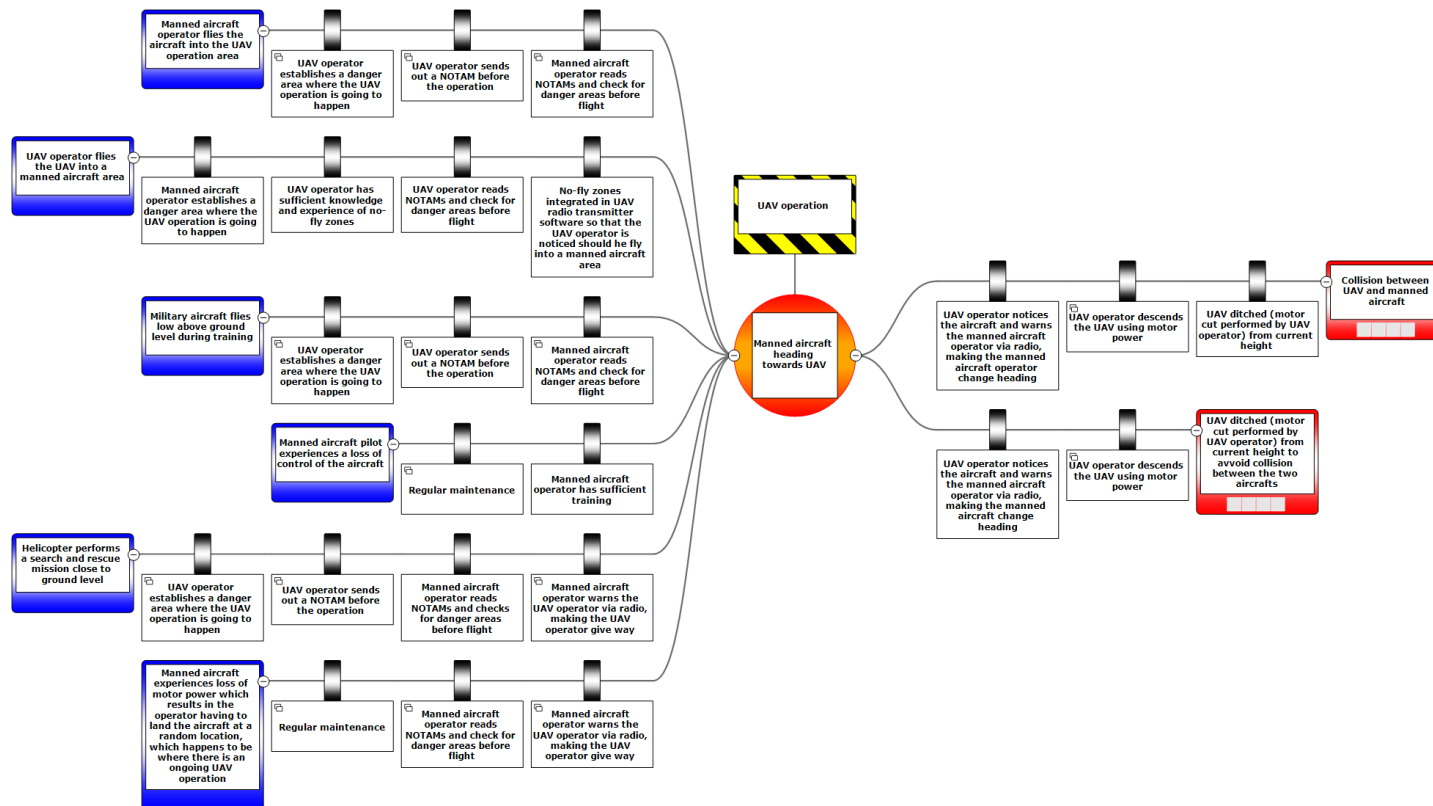 Manned aircraft
operator flies the
aircraft into the UAV
operation area
UAV operator
establishes a danger
area where the UAV
operation is going to
happen
UAV operator sends
out a NOTAM before
the operation
Manned aircraft
operator reads
NOTAMs and check for
danger areas before
flight
UAV operator flies
the UAV into a
manned aircraft area
Manned aircraft
operator establishes a
danger area where the
UAV operation is going
to happen
UAV operator has
sufficient knowledge
and experience of no-
fly zones
UAV operator reads
NOTAMs and check for
danger areas before
flight
No-fly zones
integrated in UAV
radio transmitter
software so that the
UAV operator is
noticed should he fly
into a manned aircraft
area
Military aircraft flies
low above ground
level during training
UAV operator
establishes a danger
area where the UAV
operation is going to
happen
UAV operator sends
out a NOTAM before
the operation
Manned aircraft
operator reads
NOTAMs and check for
danger areas before
flight
Manned aircraft pilot
experiences a loss of
control of the aircraft
Regular maintenance
Manned aircraft
operator has sufficient
training
Helicopter performs
a search and rescue
mission close to
ground level
UAV operator
establishes a danger
area where the UAV
operation is going to
happen
UAV operator sends
out a NOTAM before
the operation
Manned aircraft
operator reads
NOTAMs and checks
for danger areas
before flight
Manned aircraft
operator warns the
UAV operator via radio,
making the UAV
operator give way
Manned aircraft
experiences loss of
motor power which
results in the
operator having to
land the aircraft at a
random location,
which happens to be
where there is an
ongoing UAV
operation
Regular maintenance
Manned aircraft
operator reads
NOTAMs and check for
danger areas before
flight
Manned aircraft
operator warns the
UAV operator via radio,
making the UAV
operator give way
UAV operation
Manned aircraft
heading
towards UAV
UAV operator notices
the aircraft and warns
the manned aircraft
operator via radio,
making the manned
aircraft operator
change heading
UAV operator descends
the UAV using motor
power
UAV ditched (motor
cut performed by UAV
operator) from current
height
Collision between
UAV and manned
aircraft
UAV operator notices
the aircraft and warns
the manned aircraft
operator via radio,
making the manned
aircraft change
heading
UAV operator descends
the UAV using motor
power
UAV ditched (motor
cut performed by
UAV operator) from
current height to
avvoid collision
between the two
aircrafts